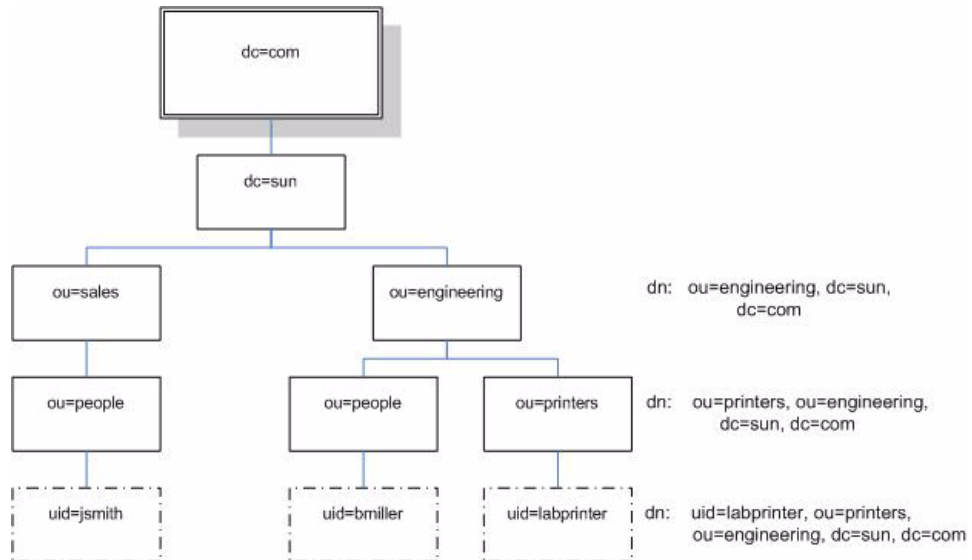 dc=com
dc=sun
ou=sales
ou=engineering
dn: ou=engineering, dc=sun,
dc=com
ou=people
ou=people
ou=printers
dn: ou=printers, ou=engineering,
dc=sun, dc=com
uid=jsmith
uid=bmiller
uid=labprinter
dn: uid=labprinter, ou=printers,
ou=engineering, dc=sun, dc=com